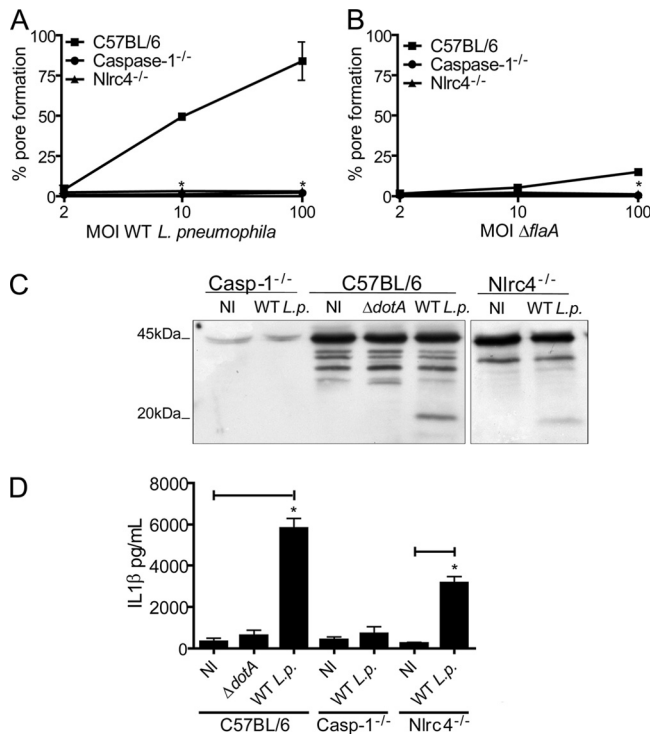 A
100
75
50
25
0
% pore formation
C57BL/6
Caspase-1-/-
Nlrc4-/-
*
*
2
10
100
MOI WT L. pneumophila
B
100
75
50
25
0
% pore formation
C57BL/6
Caspase-1-/-
Nlrc4-/-
*
2
10
100
MOI ΔflaA
C
Casp-1-/-
C57BL/6
Nlrc4-/-
NI
WT L.p.
NI
ΔdotA
WT L.p.
NI
WT L.p.
45kDa_
20kDa_
D
8000
6000
4000
2000
0
IL1β pg/mL
*
*
NI
ΔdotA
WT L.p.
NI
WT L.p.
NI
WT L.p.
C57BL/6
Casp-1-/-
Nlrc4-/-